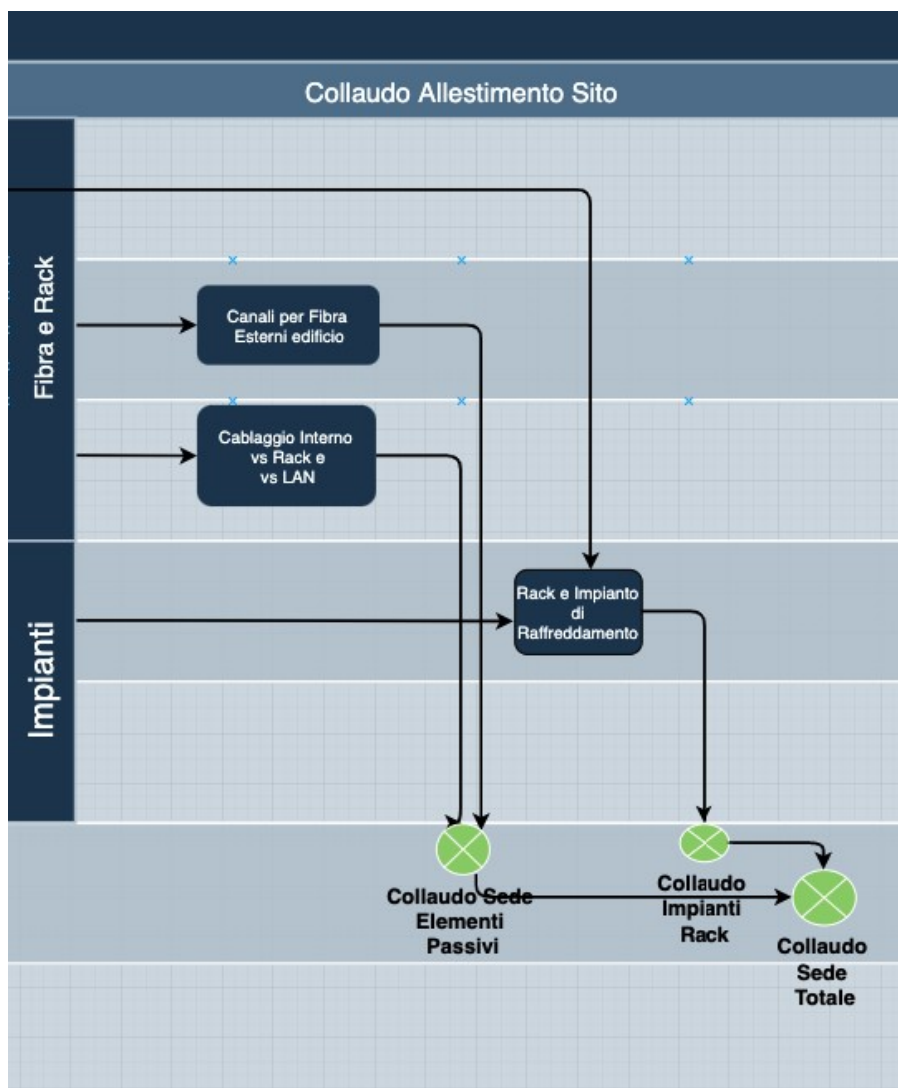 Collaudo Allestimento Sito
Fibra e Rack
Canali per Fibra
Esterni edificio
Cablaggio Interno
vs Rack e
vs LAN
Impianti
Rack e Impianto
di
Raffreddamento
Collaudo Sede
Elementi
Passivi
Collaudo
Impianti
Rack
Collaudo
Sede
Totale